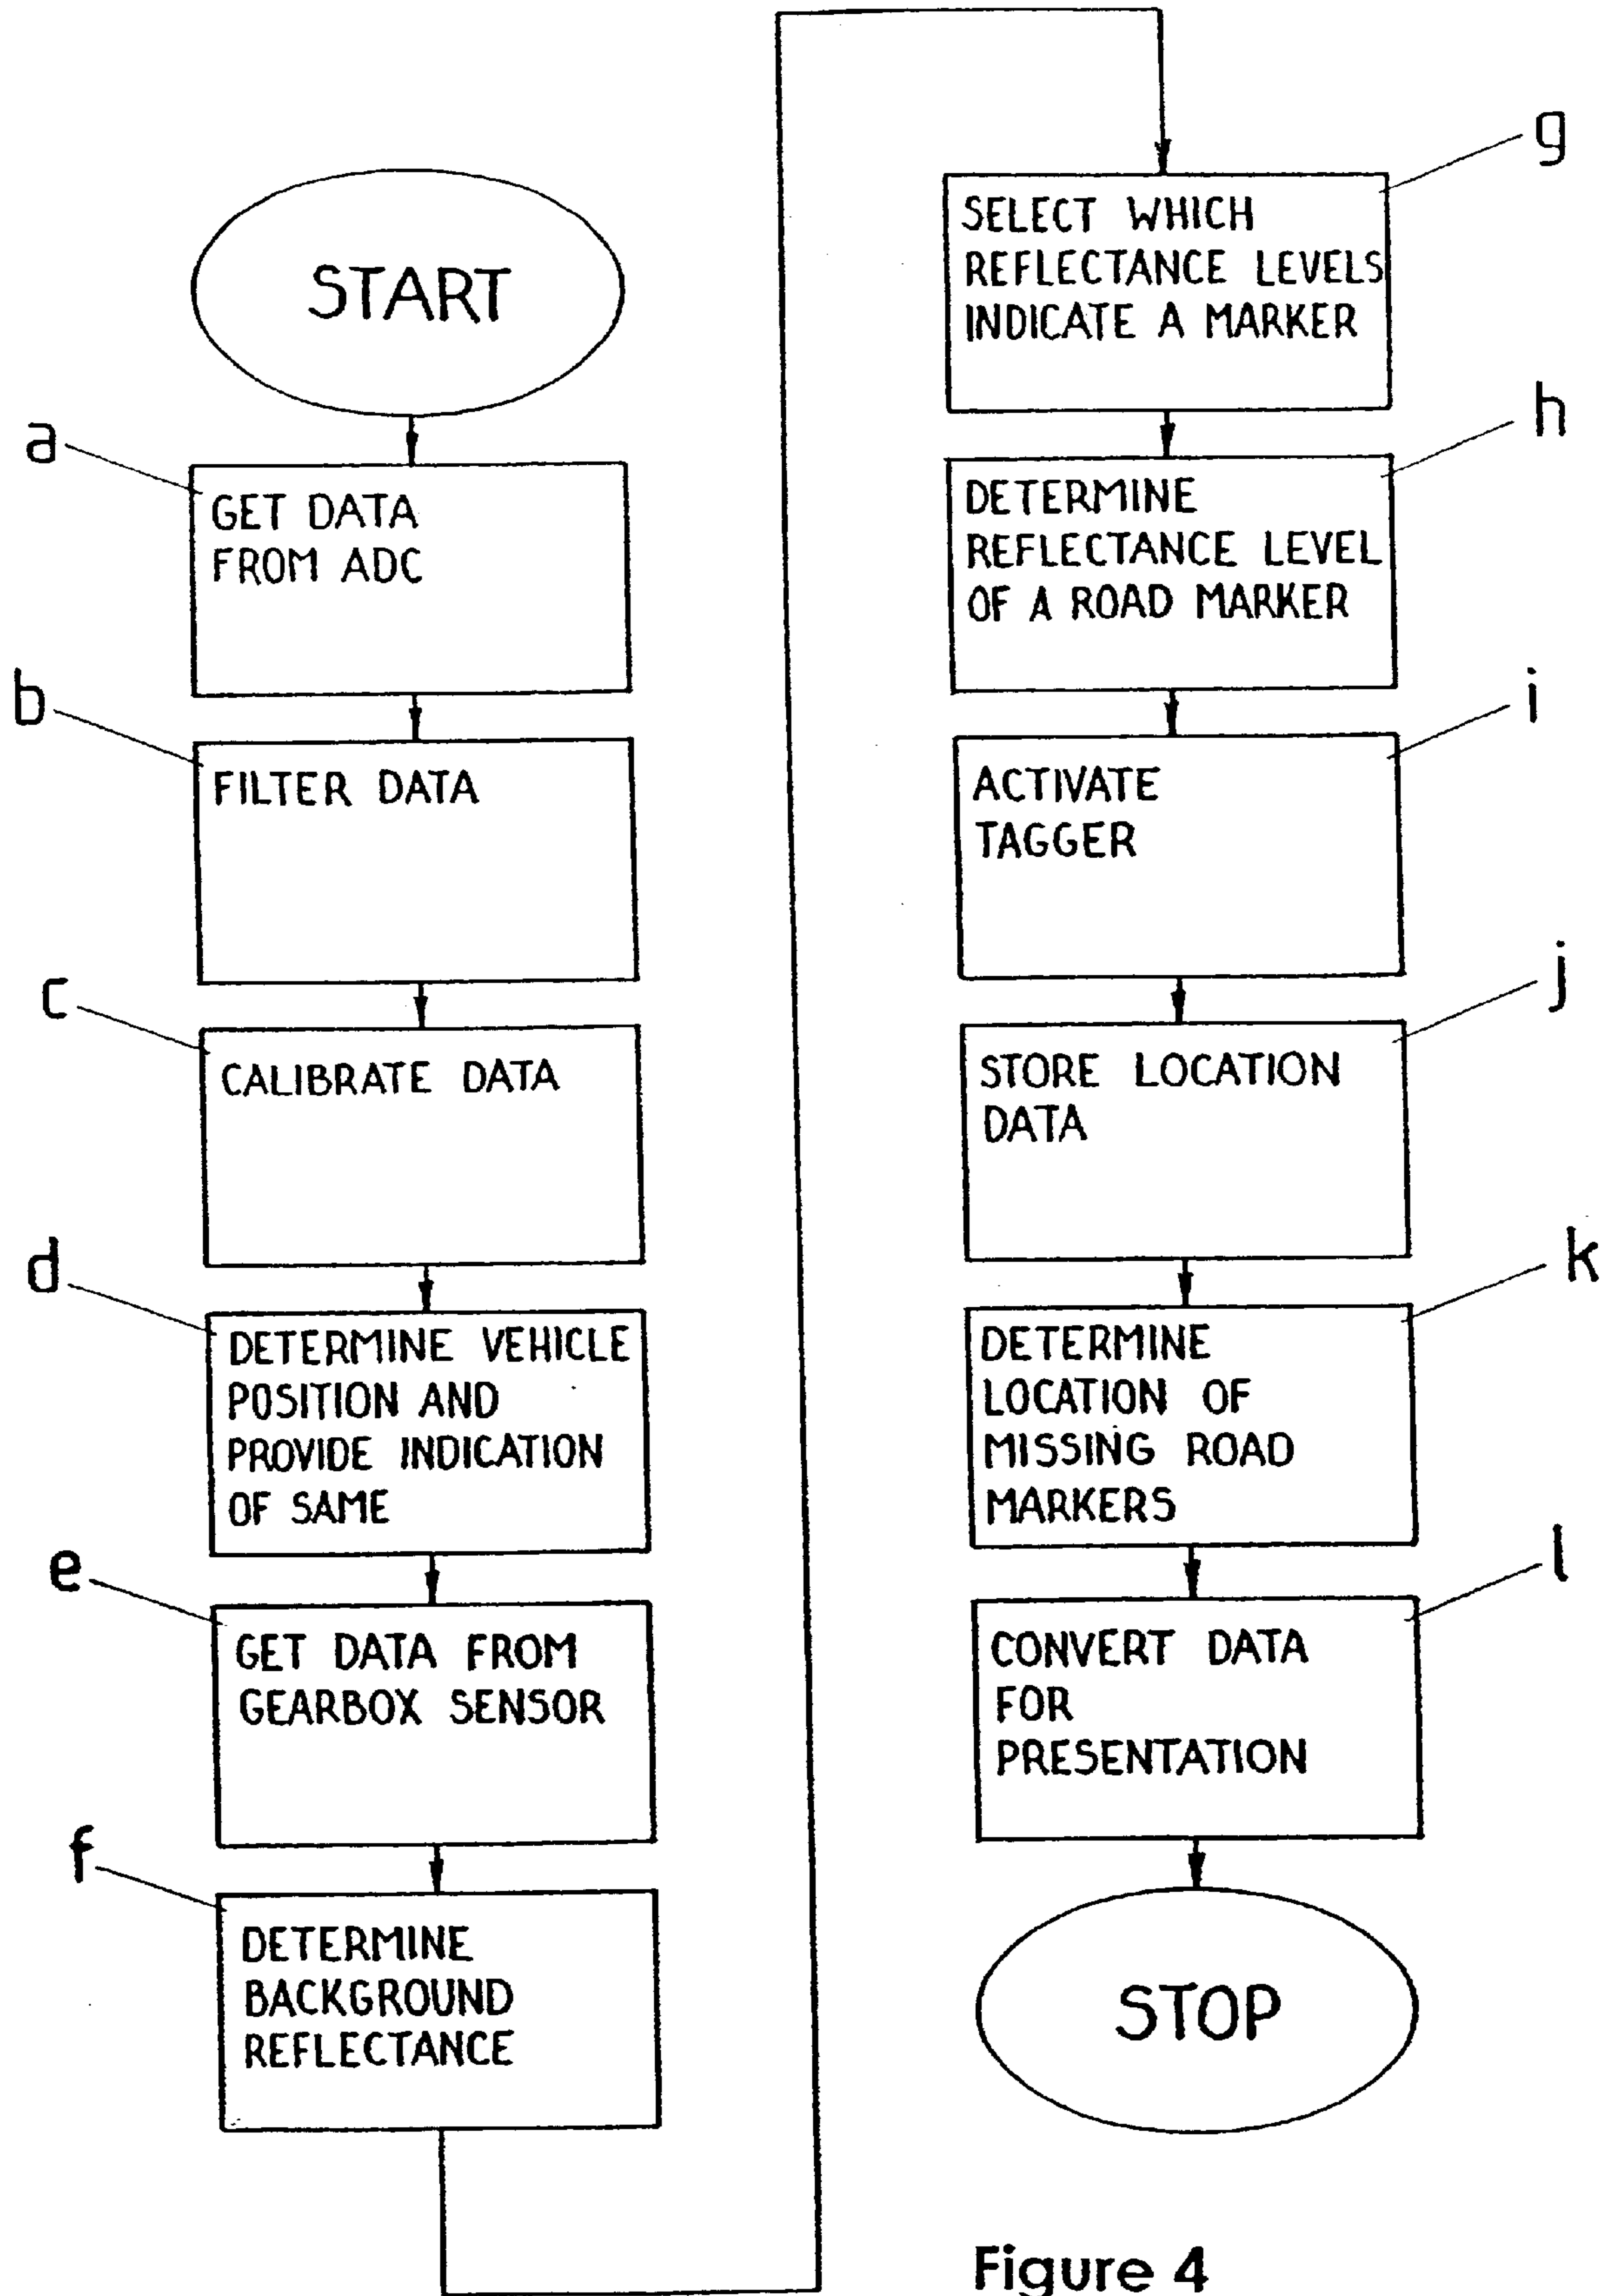 START
a
GET DATA
FROM ADC
b
FILTER DATA
c
CALIBRATE DATA
d
DETERMINE VEHICLE
POSITION AND
PROVIDE INDICATION
OF SAME
e
GET DATA FROM
GEARBOX SENSOR
f
DETERMINE
BACKGROUND
REFLECTANCE
g
SELECT WHICH
REFLECTANCE LEVELS
INDICATE A MARKER
h
DETERMINE
REFLECTANCE LEVEL
OF A ROAD MARKER
i
ACTIVATE
TAGGER
j
STORE LOCATION
DATA
k
DETERMINE
LOCATION OF
MISSING ROAD
MARKERS
l
CONVERT DATA
FOR
PRESENTATION
STOP
Figure 4